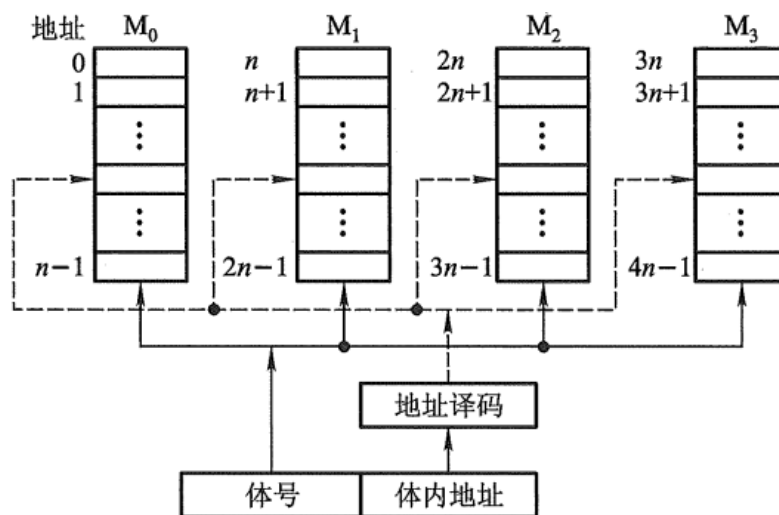 地址 M₀ M₁ M₂ M₃
0 n 2n 3n
1 n+1 2n+1 3n+1
⋮ ⋮ ⋮ ⋮
⋮ ⋮ ⋮ ⋮
n−1 2n−1 3n−1 4n−1
地址译码
体号 体内地址